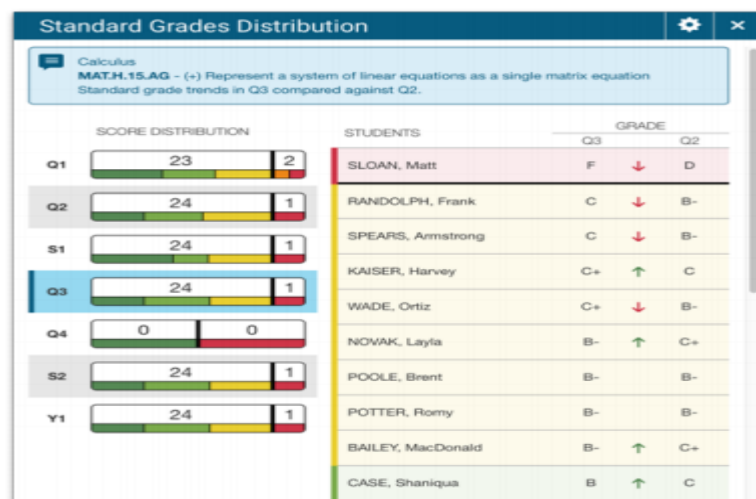 Standard Grades Distribution
Calculus
MAT.H.15.AG - (+) Represent a system of linear equations as a single matrix equation
Standard grade trends in Q3 compared against Q2.
SCORE DISTRIBUTION
Q1 23 2
Q2 24 1
S1 24 1
Q3 24 1
Q4 0 0
S2 24 1
Y1 24 1
STUDENTS GRADE
Q3 Q2
SLOAN, Matt F ↓ D
RANDOLPH, Frank C ↓ B-
SPEARS, Armstrong C ↓ B-
KAISER, Harvey C+ ↑ C
WADE, Ortiz C+ ↓ B-
NOVAK, Layla B- ↑ C+
POOLE, Brent B- B-
POTTER, Romy B- B-
BAILEY, MacDonald B- ↑ C+
CASE, Shaniqua B ↑ C